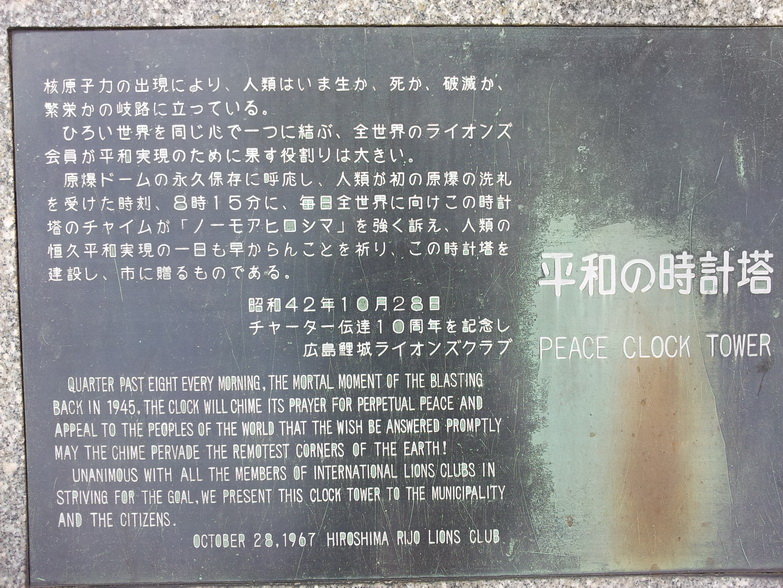 核原子力の出現により、人類はいま生か、死か、破滅か、
繁栄かの岐路に立っている。
ひろい世界を同じ心で一つに結ぶ、全世界のライオンズ
会員が平和実現のために果す役割りは大きい。
原爆ドームの永久保存に呼応し、人類が初の原爆の洗礼
を受けた時刻、8時15分に、毎日全世界に向けこの時計
塔のチャイムが「ノーモアヒロシマ」を強く訴え、人類の
恒久平和実現の一日も早からんことを祈り、この時計塔を
建設し、市に贈るものである。
昭和42年10月28日
チャーター伝達10周年を記念し
広島鯉城ライオンズクラブ
平和の時計塔
PEACE CLOCK TOWER
QUARTER PAST EIGHT EVERY MORNING, THE MORTAL MOMENT OF THE BLASTING
BACK IN 1945. THE CLOCK WILL CHIME ITS PRAYER FOR PERPETUAL PEACE AND
APPEAL TO THE PEOPLES OF THE WORLD THAT THE WISH BE ANSWERED PROMPTLY
MAY THE CHIME PERVADE THE REMOTEST CORNERS OF THE EARTH!
UNANIMOUS WITH ALL THE MEMBERS OF INTERNATIONAL LIONS CLUBS IN
STRIVING FOR THE GOAL, WE PRESENT THIS CLOCK TOWER TO THE MUNICIPALITY
AND THE CITIZENS.
OCTOBER 28,1967 HIROSHIMA RIJO LIONS CLUB